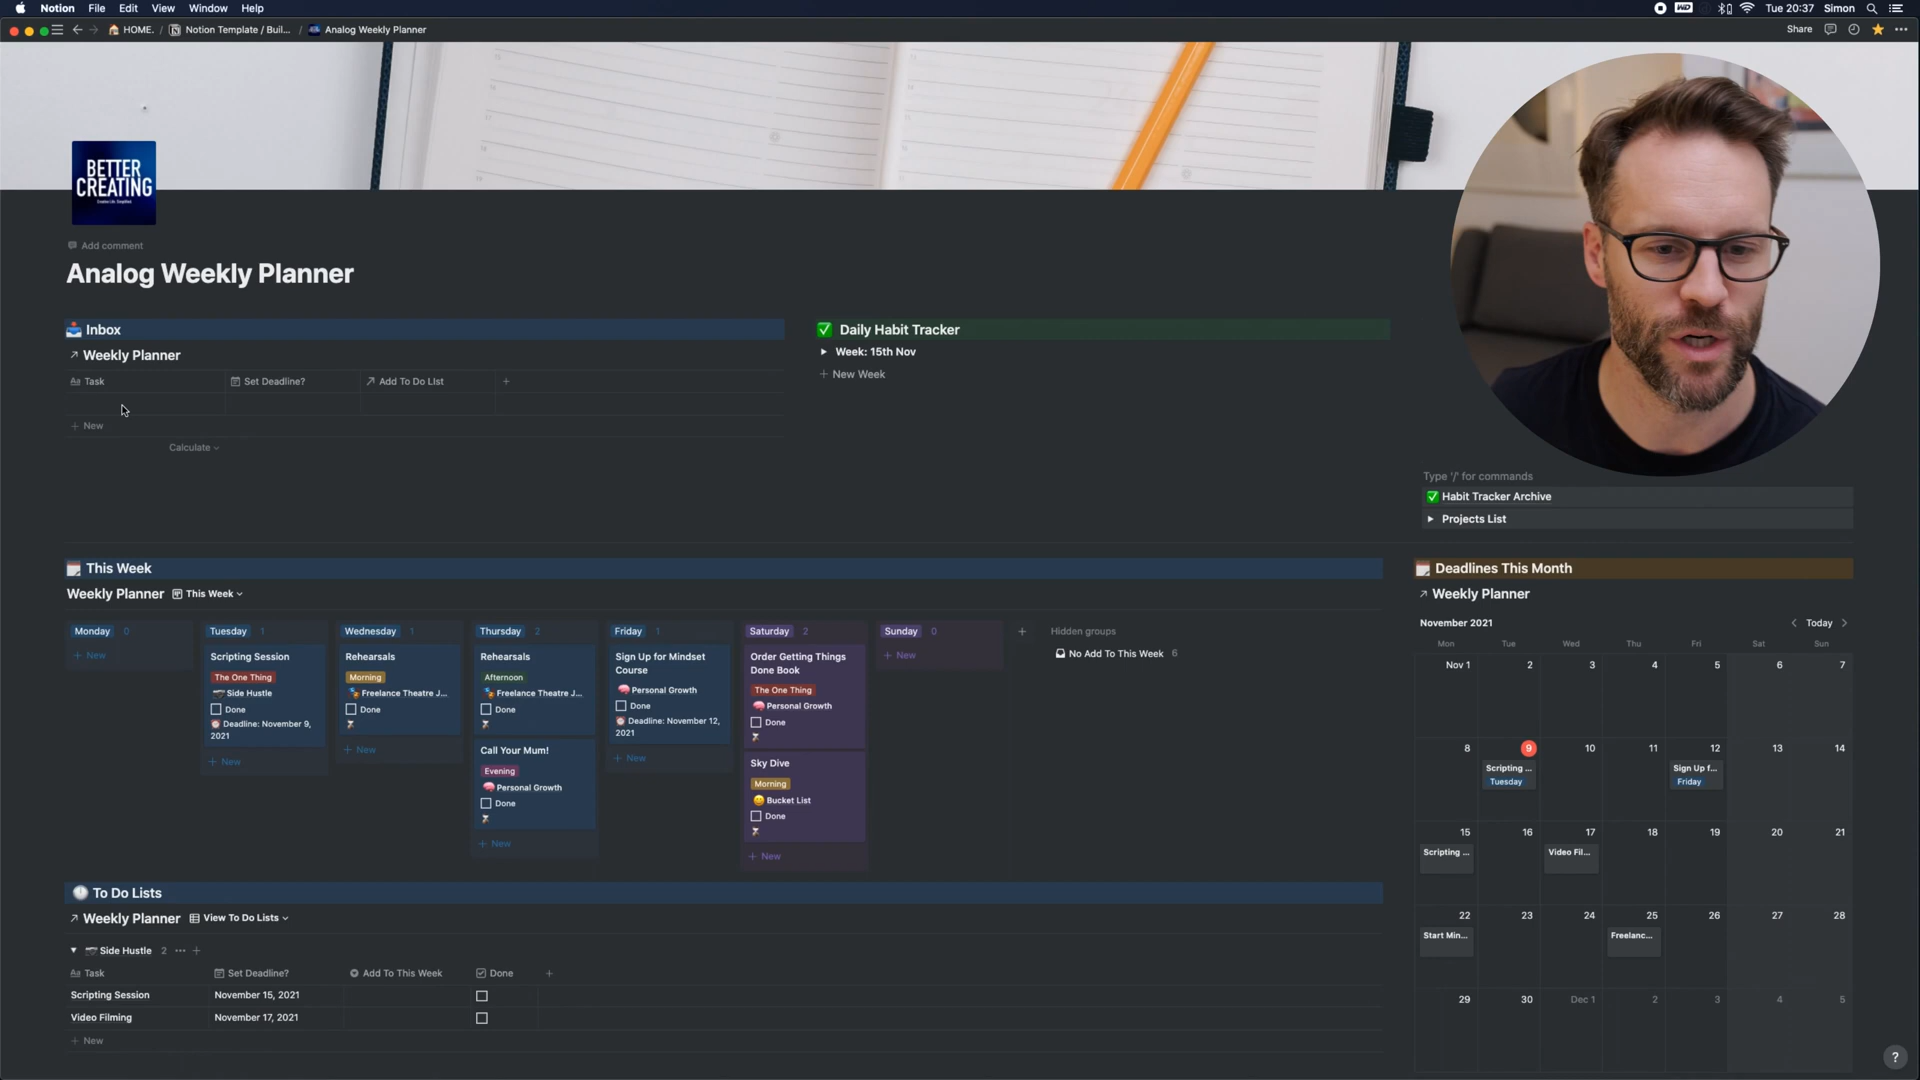 Notion File Edit View Window Help
Tue 20:37 Simon
HOME. / Notion Template / Buil... / Analog Weekly Planner
Share
BETTER
CREATING
Add comment
Analog Weekly Planner
Inbox
Weekly Planner
Task Set Deadline? Add To Do LIst
New
Calculate
Daily Habit Tracker
Week: 15th Nov
New Week
Type '/' for commands
Habit Tracker Archive
Projects List
This Week
Weekly Planner This Week
Monday 0
New
Tuesday 1
Scripting Session
The One Thing
Side Hustle
Done
Deadline: November 9,
2021
New
Wednesday 1
Rehearsals
Morning
Freelance Theatre J...
Done
New
Thursday 2
Rehearsals
Afternoon
Freelance Theatre J...
Done
Call Your Mum!
Evening
Personal Growth
Done
New
Friday 1
Sign Up for Mindset
Course
Personal Growth
Done
Deadline: November 12,
2021
New
Saturday 2
Order Getting Things
Done Book
The One Thing
Personal Growth
Done
Sky Dive
Morning
Bucket List
Done
New
Sunday 0
New
Hidden groups
No Add To This Week 6
Deadlines This Month
Weekly Planner
November 2021 Today
Mon Tue Wed Thu Fri Sat Sun
Nov 1 2 3 4 5 6 7
8 9 10 11 12 13 14
Scripting ... Sign Up f...
Tuesday Friday
15 16 17 18 19 20 21
Scripting ... Video Fil...
22 23 24 25 26 27 28
Start Min... Freelanc...
29 30 Dec 1 2 3 4 5
To Do Lists
Weekly Planner View To Do Lists
Side Hustle 2
Task Set Deadline? Add To This Week Done
Scripting Session November 15, 2021
Video Filming November 17, 2021
New
?